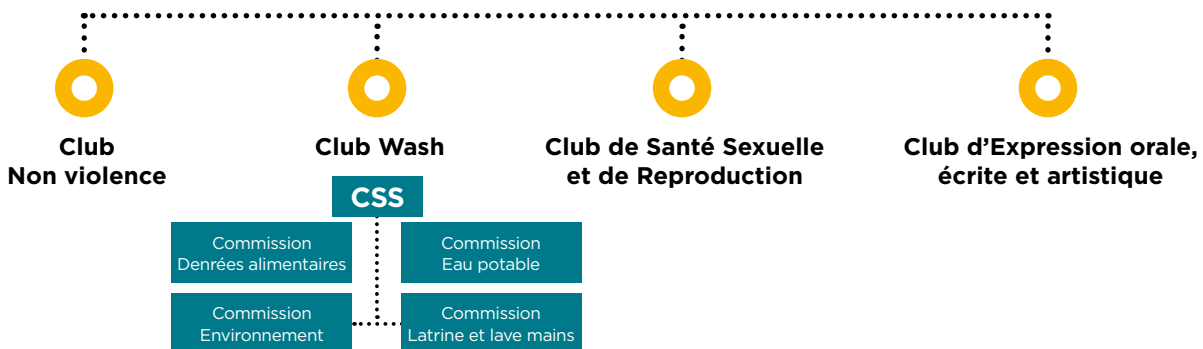 Club
Non violence
Club Wash
Club de Santé Sexuelle
et de Reproduction
Club d’Expression orale,
écrite et artistique
CSS
Commission
Denrées alimentaires
Commission
Eau potable
Commission
Environnement
Commission
Latrine et lave mains